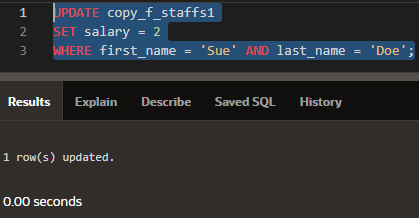 1 UPDATE copy_f_staffs1
2 SET salary = 2
3 WHERE first_name = 'Sue' AND last_name = 'Doe';
Results Explain Describe Saved SQL History
1 row(s) updated.
0.00 seconds